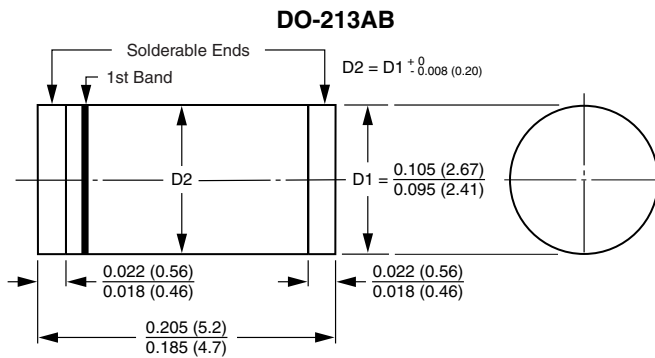 DO-213AB
Solderable Ends
D2 = D1 + 0 - 0.008 (0.20)
1st Band
D2
D1 = 0.105 (2.67)
0.095 (2.41)
0.022 (0.56)
0.018 (0.46)
0.022 (0.56)
0.018 (0.46)
0.205 (5.2)
0.185 (4.7)